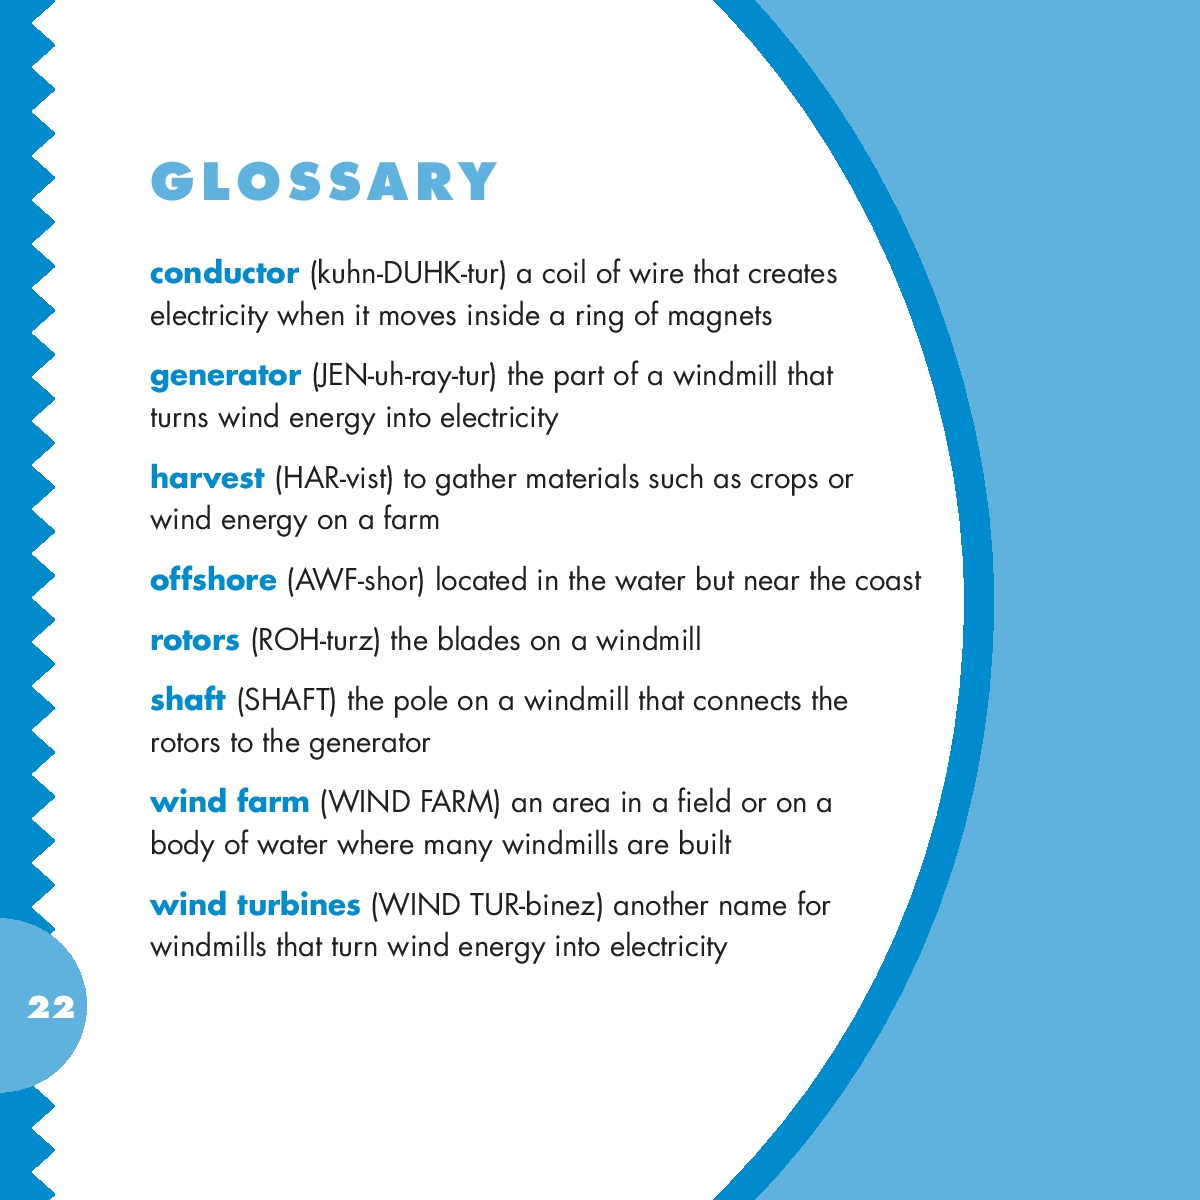 GLOSSARY
conductor (kuhn-DUHK-tur) a coil of wire that creates
electricity when it moves inside a ring of magnets
generator (JEN-uh-ray-tur) the part of a windmill that
turns wind energy into electricity
harvest (HAR-vist) to gather materials such as crops or
wind energy on a farm
offshore (AWF-shor) located in the water but near the coast
rotors (ROH-turz) the blades on a windmill
shaft (SHAFT) the pole on a windmill that connects the
rotors to the generator
wind farm (WIND FARM) an area in a field or on a
body of water where many windmills are built
wind turbines (WIND TUR-binez) another name for
windmills that turn wind energy into electricity
22